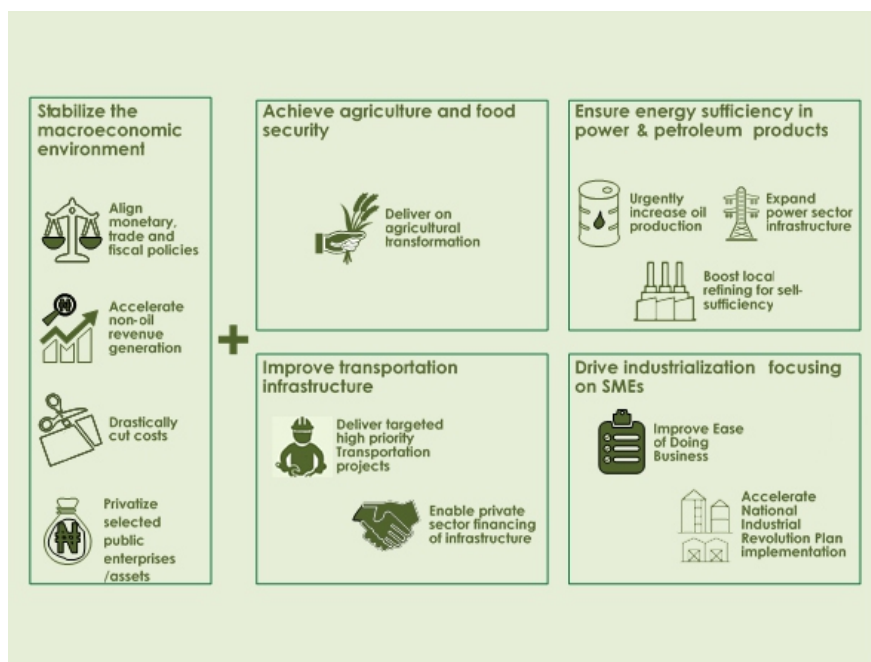 Stabilize the
macroeconomic
environment
Align
monetary,
trade and
fiscal policies
Accelerate
non-oil
revenue
generation
Drastically
cut costs
Privatize
selected
public
enterprises
/assets
+
Achieve agriculture and food
security
Deliver on
agricultural
transformation
Ensure energy sufficiency in
power & petroleum products
Urgently
increase oil
production
Expand
power sector
infrastructure
Boost local
refining for sell-
sufficiency
Improve transportation
infrastructure
Deliver targeted
high priority
Transportation
projects
Enable private
sector financing
of infrastructure
Drive industrialization focusing
on SMEs
Improve Ease
of Doing
Business
Accelerate
National
Industrial
Revolution Plan
implementation